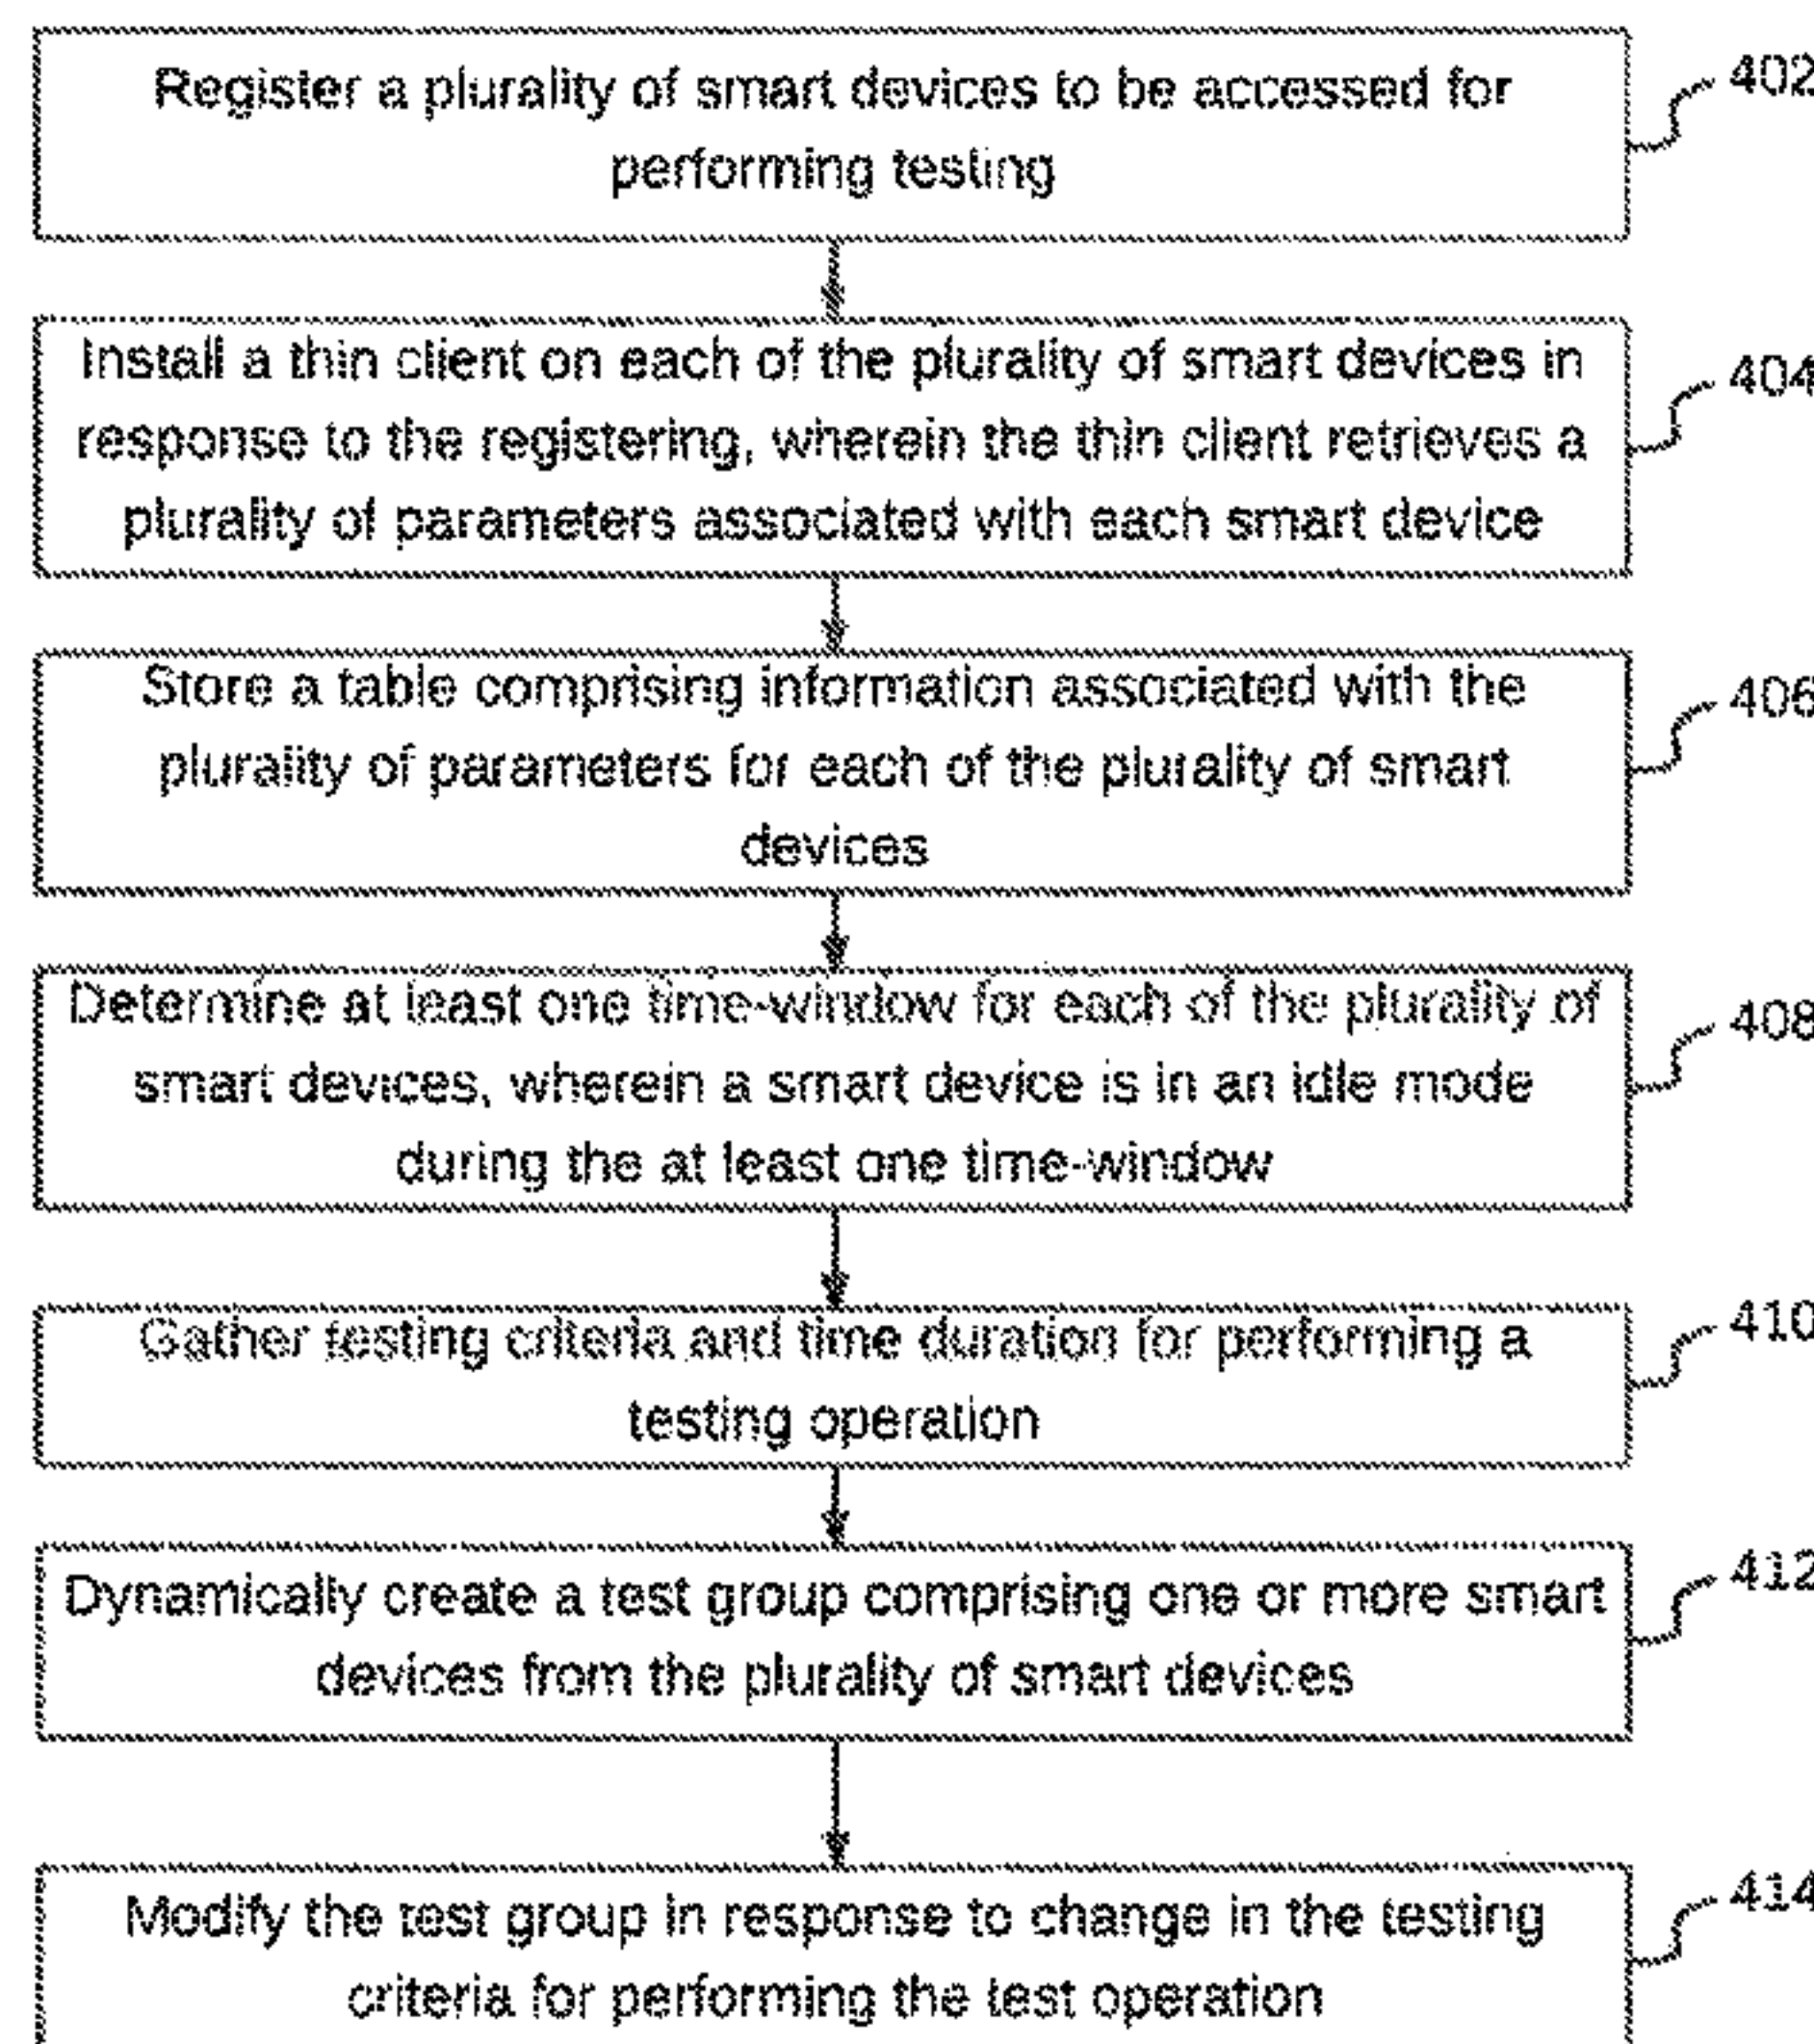 Register a plurality of smart devices to be accessed for
performing testing
402
Install a thin client on each of the plurality of smart devices in
response to the registering, wherein the thin client retrieves a
plurality of parameters associated with each smart device
404
Store a table comprising information associated with the
plurality of parameters for each of the plurality of smart
devices
406
Determine at least one time-window for each of the plurality of
smart devices, wherein a smart device is in an idle mode
during the at least one time-window
408
Gather testing criteria and time duration for performing a
testing operation
410
Dynamically create a test group comprising one or more smart
devices from the plurality of smart devices
412
Modify the test group in response to change in the testing
criteria for performing the test operation
414